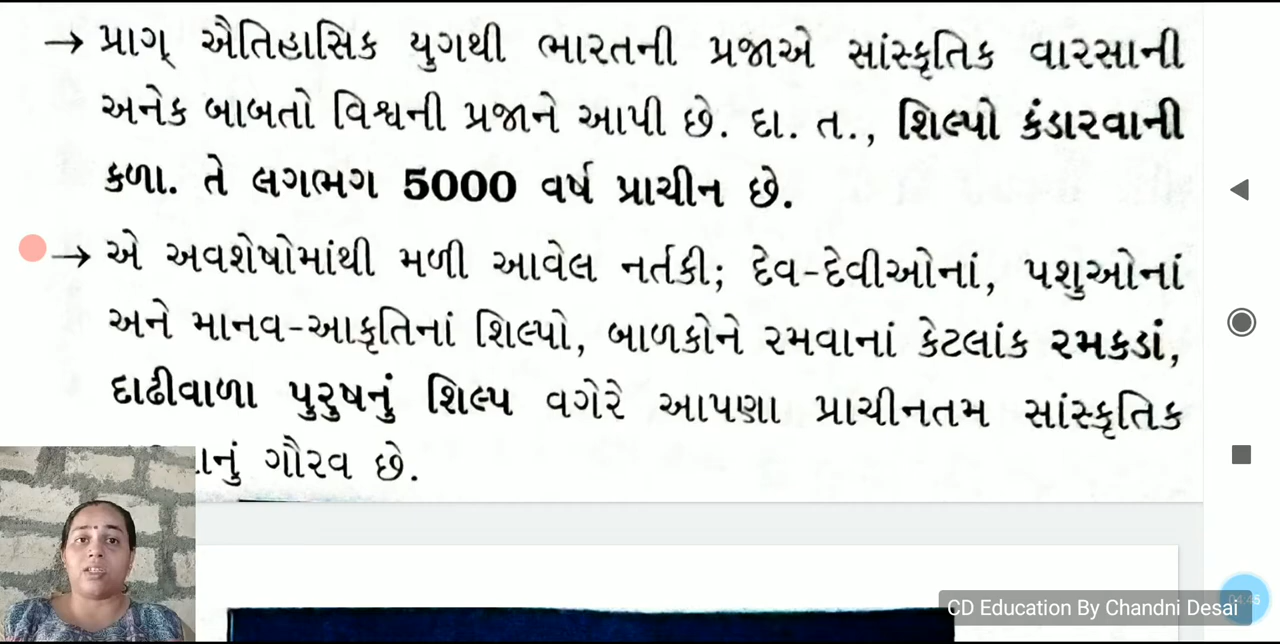 → પ્રાગ્ ઐતિહાસિક યુગથી ભારતની પ્રજાએ સાંસ્કૃતિક વારસાની
અનેક બાબતો વિશ્વની પ્રજાને આપી છે. દા. ત., શિલ્પો કંડારવાની
કળા. તે લગભગ 5000 વર્ષ પ્રાચીન છે.
→ એ અવશેષોમાંથી મળી આવેલ નર્તકી; દેવ-દેવીઓનાં, પશુઓનાં
અને માનવ-આકૃતિનાં શિલ્પો, બાળકોને રમવાનાં કેટલાંક રમકડાં,
દાઢીવાળા પુરુષનું શિલ્પ વગેરે આપણા પ્રાચીનતમ સાંસ્કૃતિક
ગૌરવ છે.
CD Education By Chandni Desai